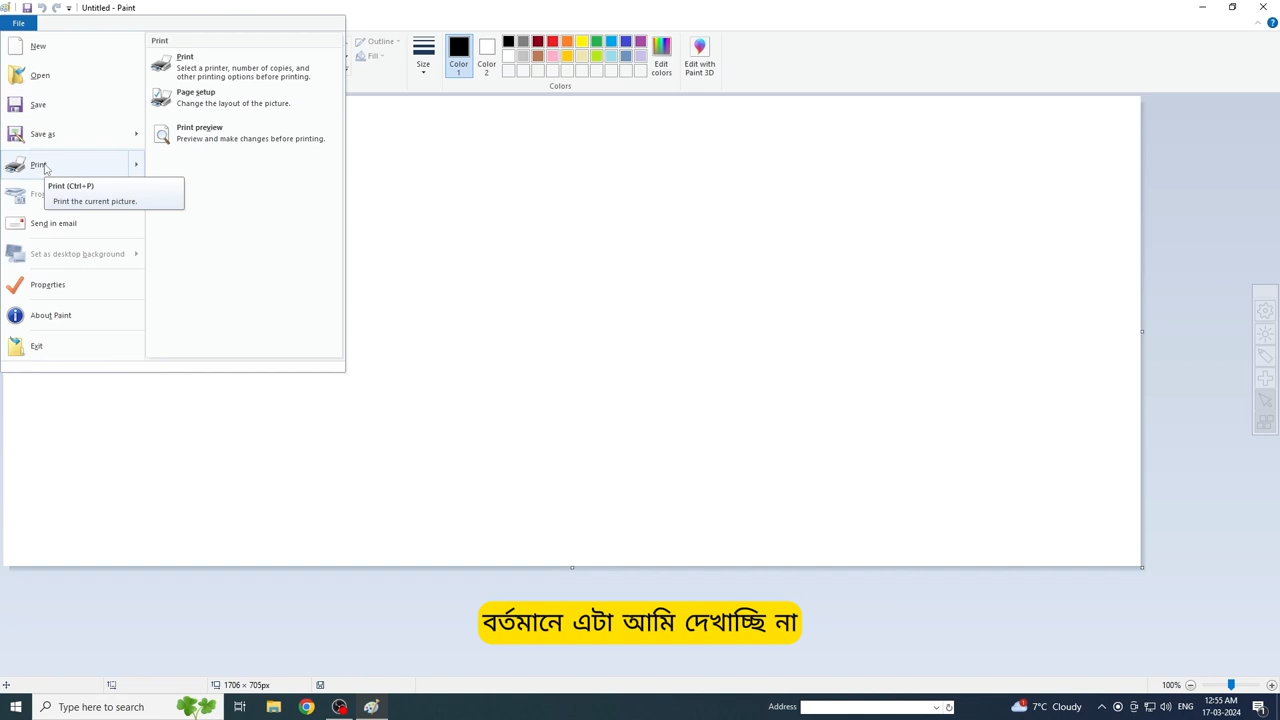 Untitled - Paint
File
New
Open
Save
Save as
Print
Send in email
Set as desktop background
Properties
About Paint
Exit
Print (Ctrl+P)
Print the current picture.
Print
Print
Select a printer, number of copies, and
other printing options before printing.
Page setup
Change the layout of the picture.
Print preview
Preview and make changes before printing.
Outline
Fill
Size
Color
1
Color
2
Edit
colors
Edit with
Paint 3D
Colors
বর্তমানে এটা আমি দেখাচ্ছি না
1706 × 705px
100%
Type here to search
Address
7°C Cloudy
ENG
12:55 AM
17-03-2024